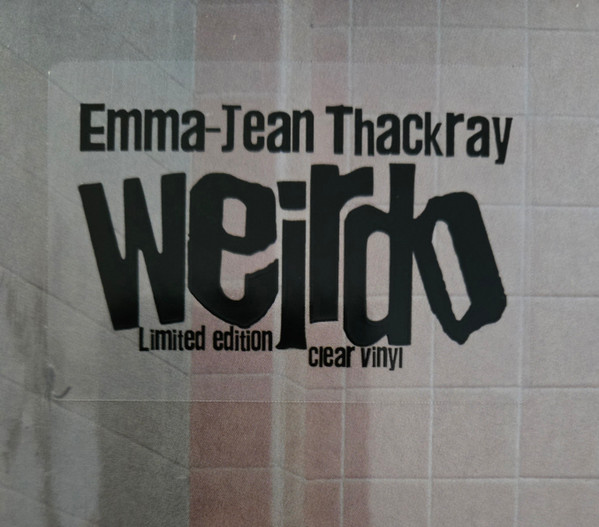 Emma-Jean Thackray
weirdo
Limited edition
clear vinyl